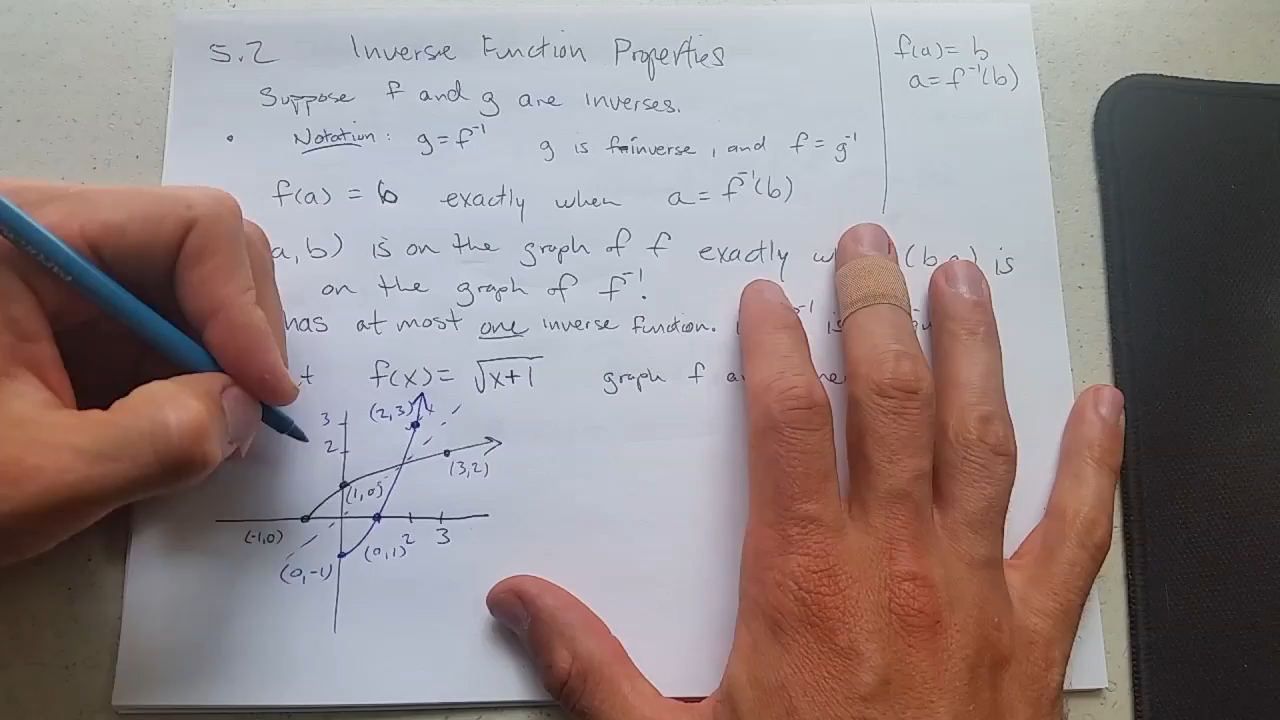 5.2 Inverse Function Properties
f(a) = b
a = f⁻¹(b)
Suppose f and g are inverses.
• Notation: g = f⁻¹ g is f inverse, and f = g⁻¹
f(a) = b exactly when a = f⁻¹(b)
a, b) is on the graph of f exactly (b, a) is
on the graph of f⁻¹.
has at most one inverse function. is
f(x) = √x+1 graph f
3
(2,3)
2
(3,2)
(1,0)
(-1,0)
(0,1)
2
3
(0,-1)